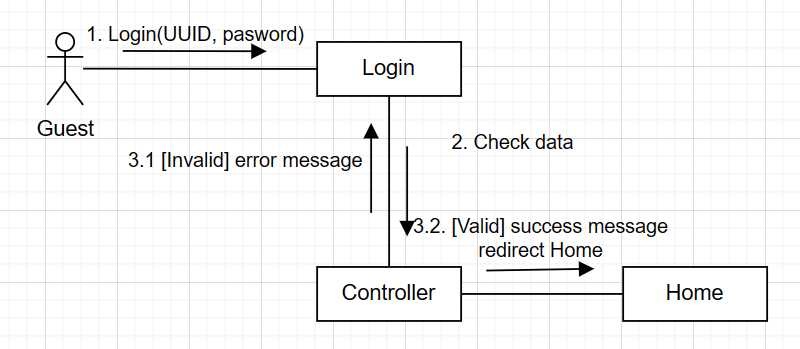 1. Login(UUID, pasword)
Login
Guest
2. Check data
3.1 [Invalid] error message
3.2. [Valid] success message
redirect Home
Controller
Home